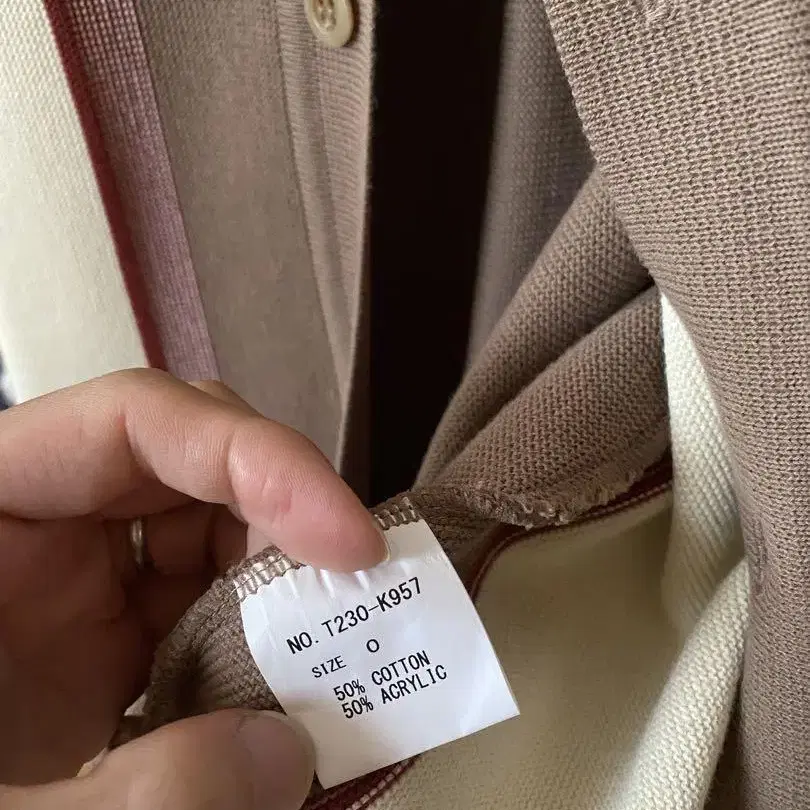 NO. T230-K957
SIZE O
50% COTTON
50% ACRYLIC